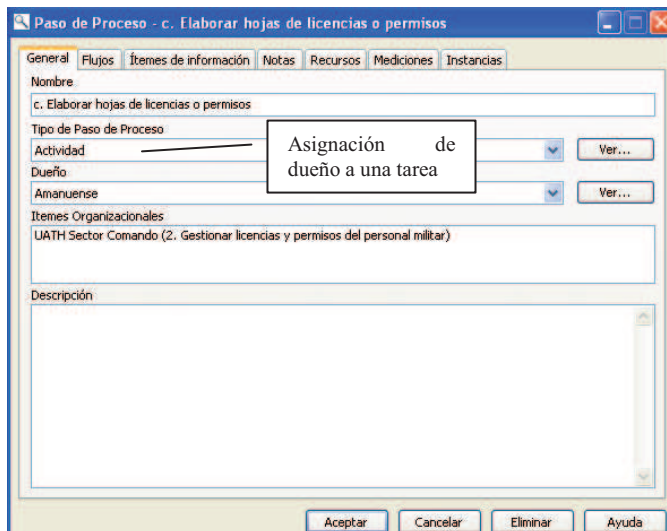 Paso de Proceso - c. Elaborar hojas de licencias o permisos
General Flujos Ítemes de información Notas Recursos Mediciones Instancias
Nombre
c. Elaborar hojas de licencias o permisos
Tipo de Paso de Proceso
Actividad
Ver...
Asignación de
dueño a una tarea
Dueño
Amanuense
Ver...
Itemes Organizacionales
UATH Sector Comando (2. Gestionar licencias y permisos del personal militar)
Descripción
Aceptar Cancelar Eliminar Ayuda